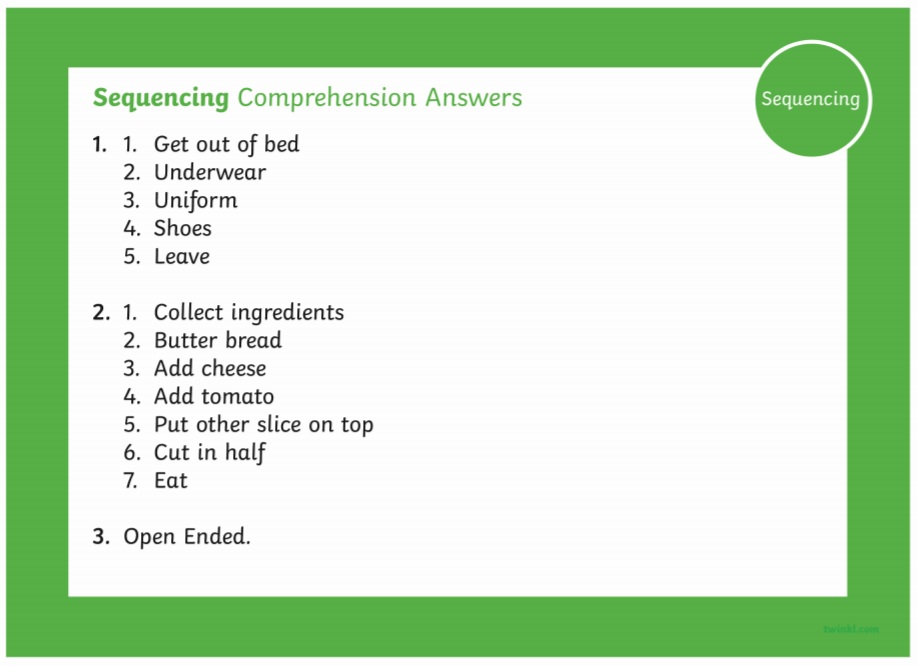 Sequencing Comprehension Answers
Sequencing
1. 1. Get out of bed
2. Underwear
3. Uniform
4. Shoes
5. Leave
2. 1. Collect ingredients
2. Butter bread
3. Add cheese
4. Add tomato
5. Put other slice on top
6. Cut in half
7. Eat
3. Open Ended.
twinkl.com